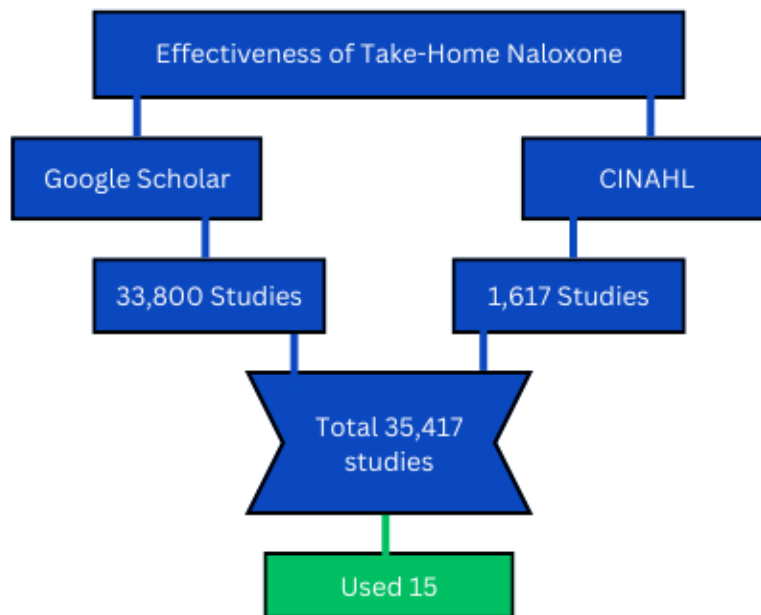 Effectiveness of Take-Home Naloxone
Google Scholar
CINAHL
33,800 Studies
1,617 Studies
Total 35,417
studies
Used 15